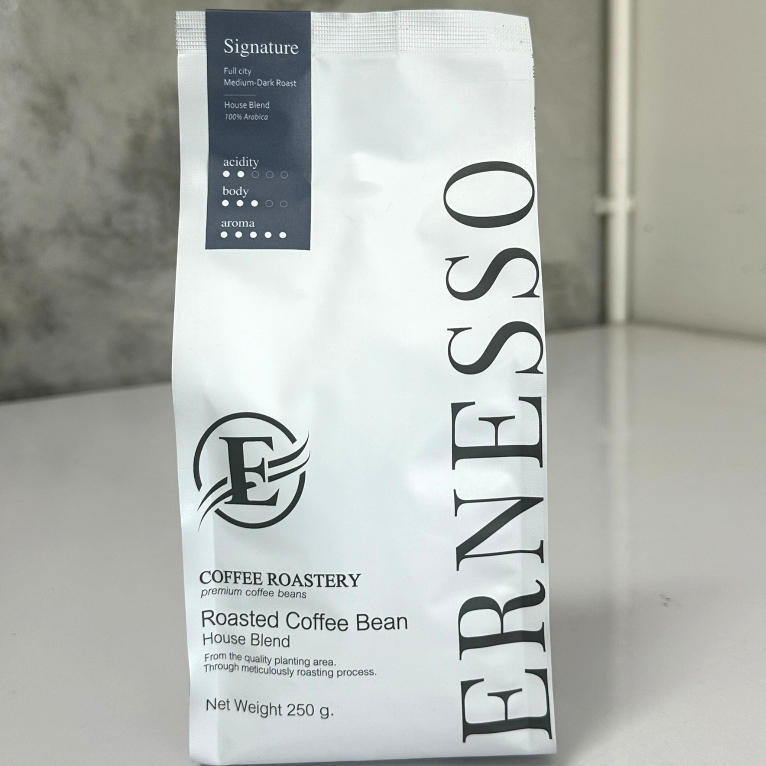 Signature
Full city
Medium-Dark Roast
House Blend
100% Arabica
acidity
body
aroma
ERNESSO
E
COFFEE ROASTERY
premium coffee beans
Roasted Coffee Bean
House Blend
From the quality planting area.
Through meticulously roasting process.
Net Weight 250 g.